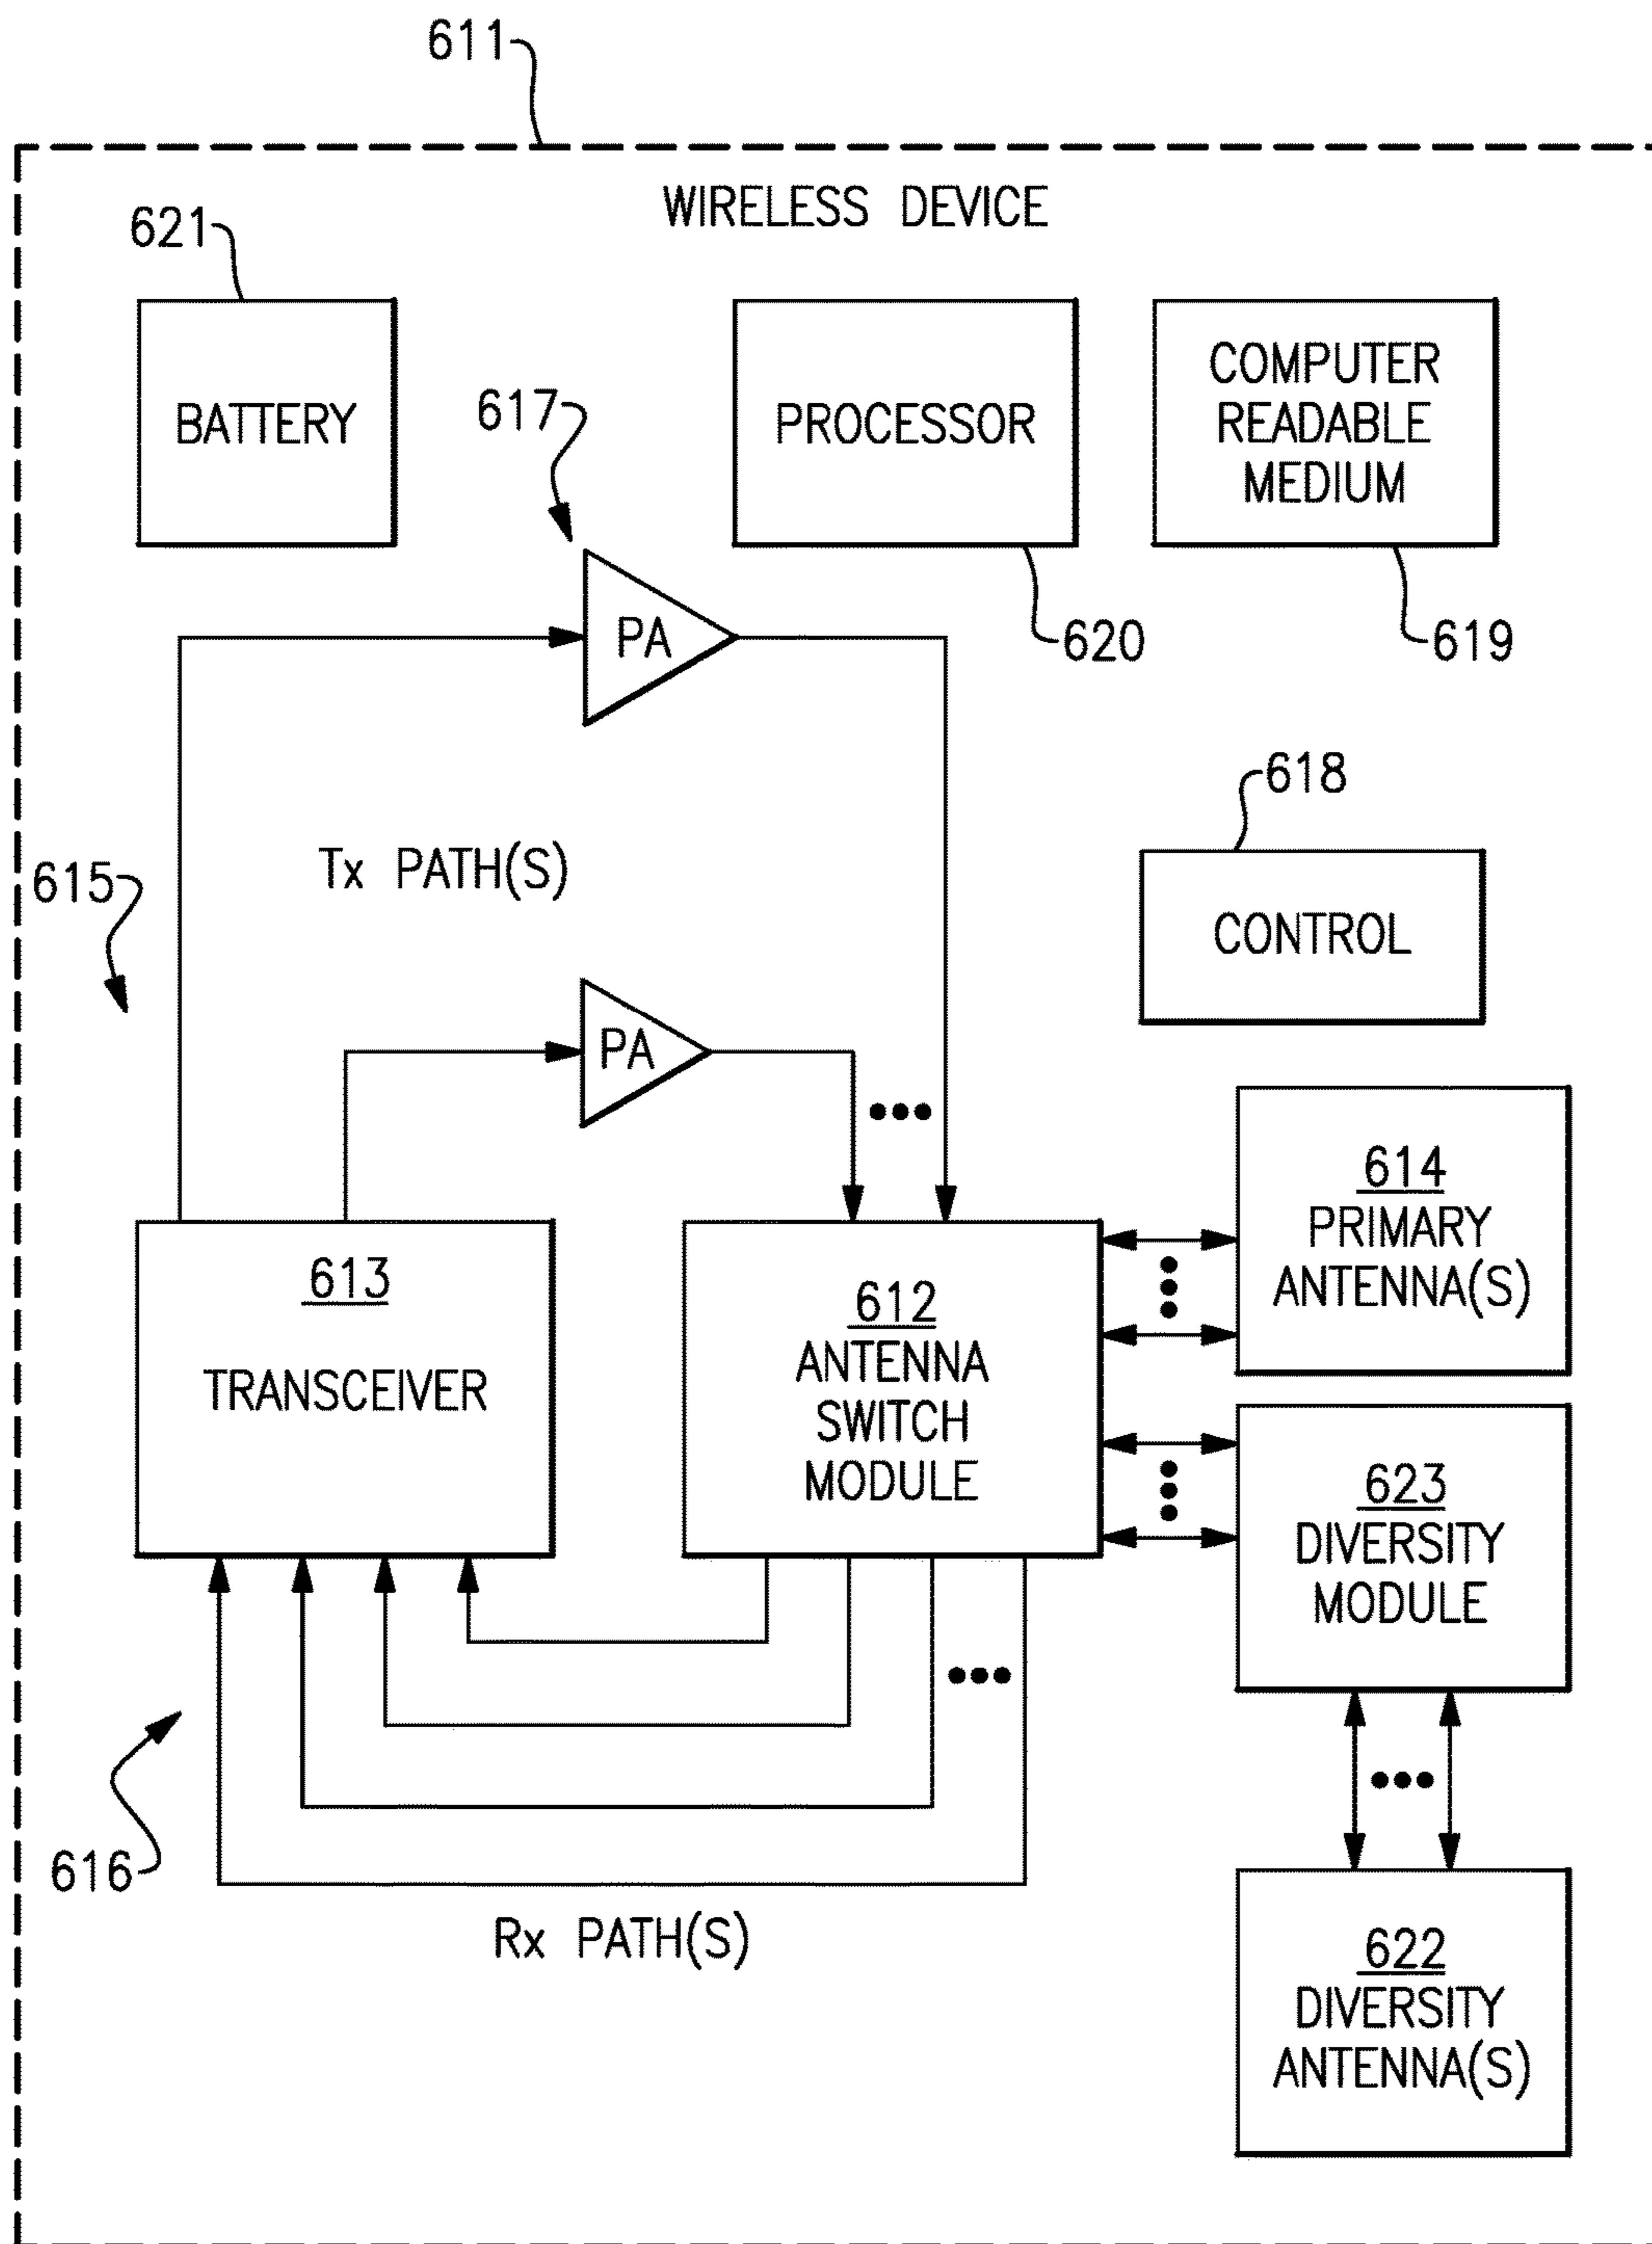 611
WIRELESS DEVICE
621
BATTERY
617
PROCESSOR
COMPUTER
READABLE
MEDIUM
PA
620
619
618
Tx PATH(S)
615
CONTROL
PA
613
TRANSCEIVER
612
ANTENNA
SWITCH
MODULE
614
PRIMARY
ANTENNA(S)
623
DIVERSITY
MODULE
616
Rx PATH(S)
622
DIVERSITY
ANTENNA(S)